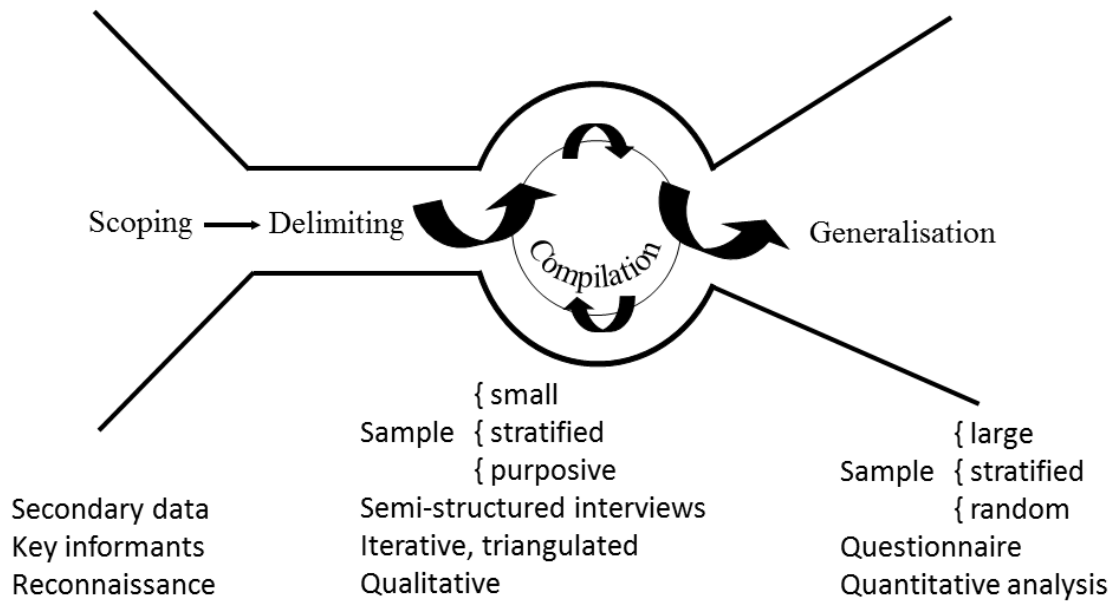 Scoping
Delimiting
Compilation
Generalisation
Secondary data
Key informants
Reconnaissance
{ small
Sample { stratified
{ purposive
Semi-structured interviews
Iterative, triangulated
Qualitative
{ large
Sample { stratified
{ random
Questionnaire
Quantitative analysis